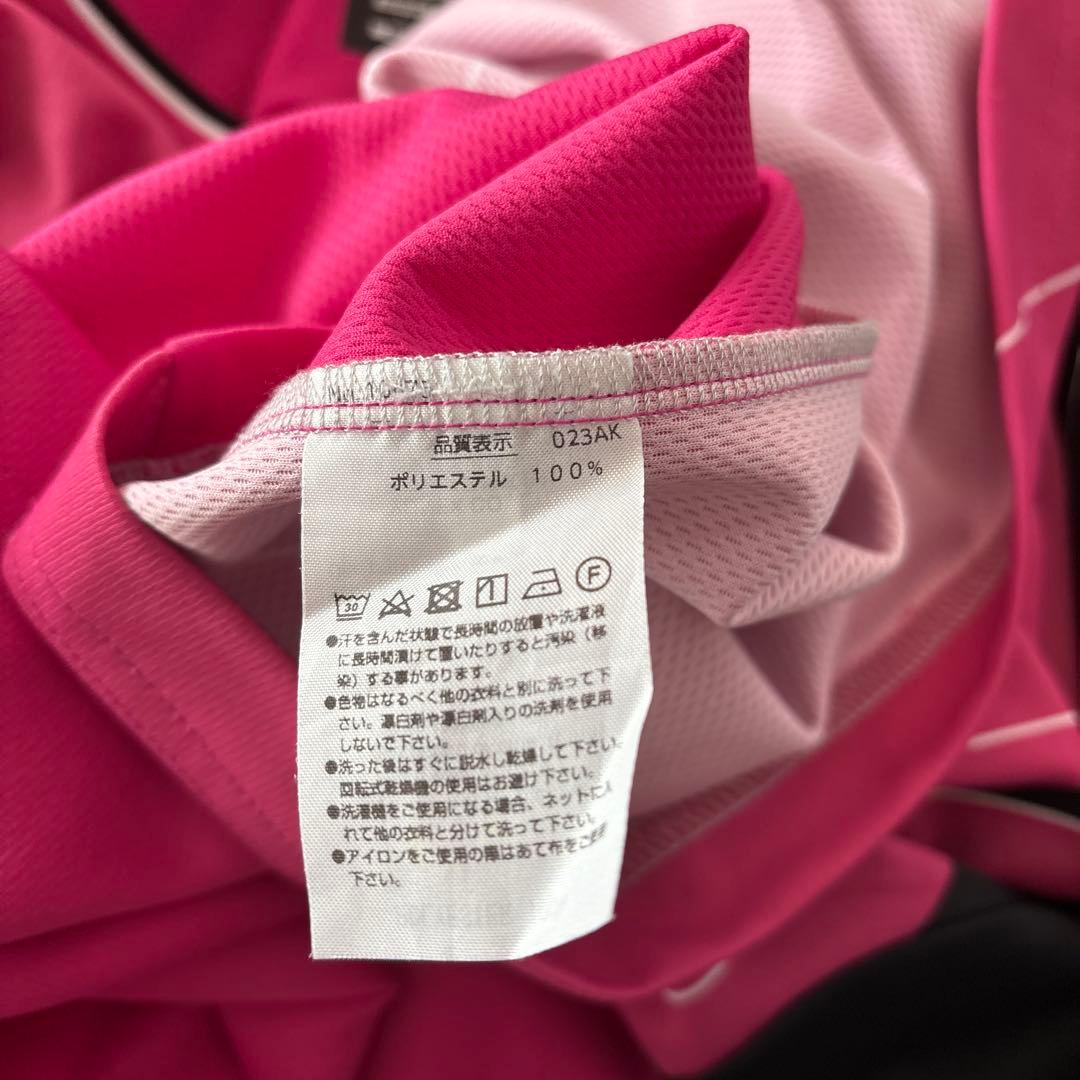 品質表示 023AK
ポリエステル 100%
30 F
●汗を含んだ状態で長時間の放置や洗濯液
に長時間漬けて置いたりすると汚染（移
染）する事があります。
●色物はなるべく他の衣料と別に洗って下
さい。漂白剤や漂白剤入りの洗剤を使用
しないで下さい。
●洗った後はすぐに脱水し乾燥して下さい。
回転式乾燥機の使用はお避け下さい。
●洗濯機をご使用になる場合、ネットに入
れて他の衣料と分けて洗って下さい。
●アイロンをご使用の際はあて布をご
下さい。